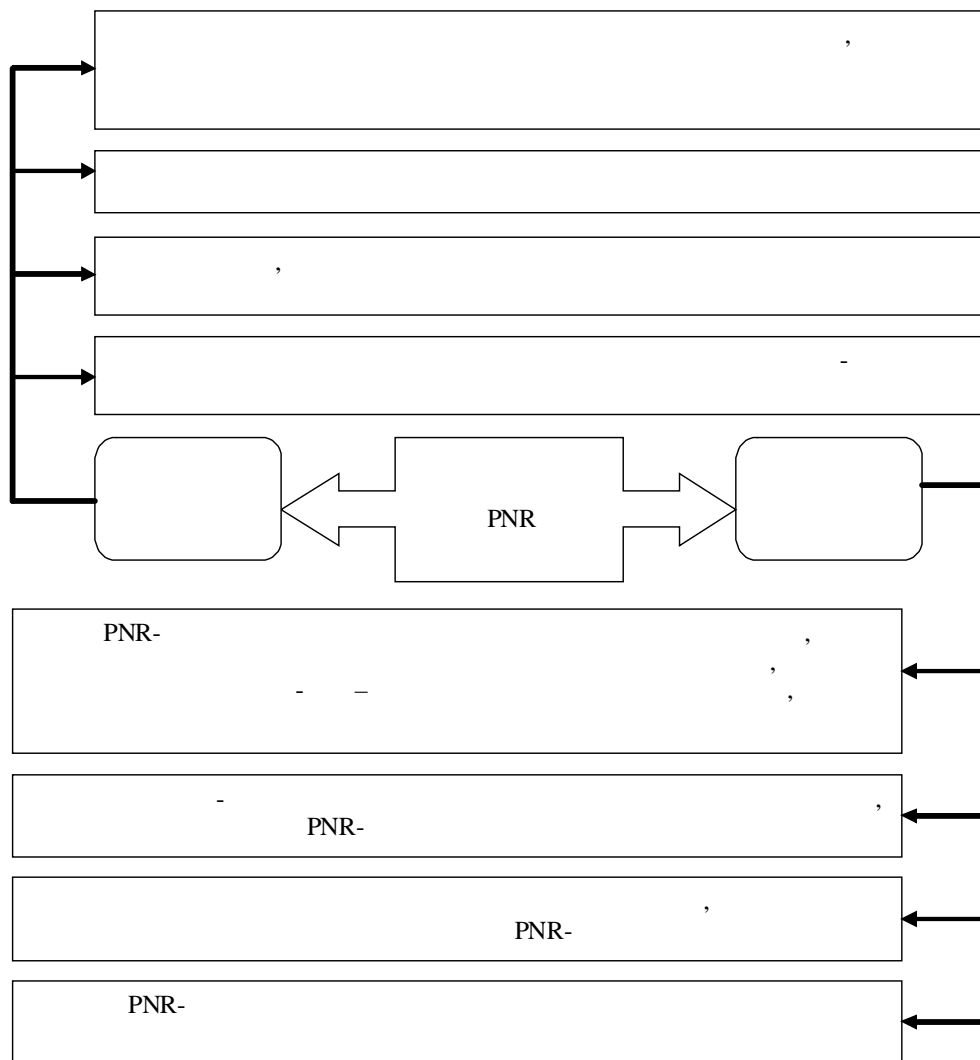 ,
,
-
PNR
PNR- ,
,
- – ,
- ,
PNR-
,
PNR-
PNR-